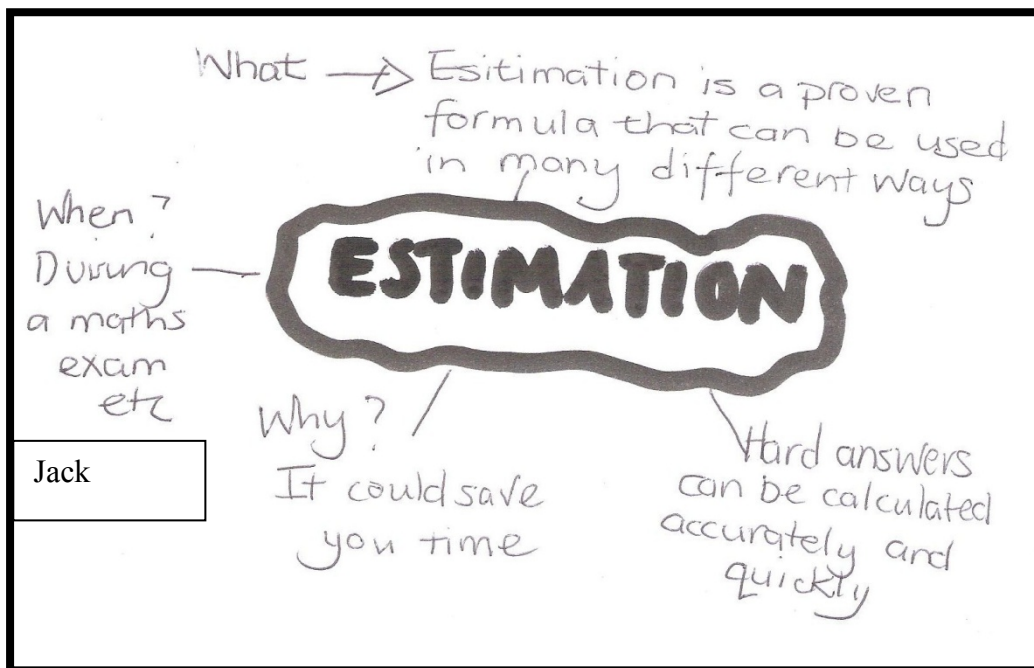 What → Esitimation is a proven
formula that can be used
in many different ways
When?
During
a maths
exam
etc
ESTIMATION
Why?
It could save
you time
Hard answers
can be calculated
accurately and
quickly
Jack